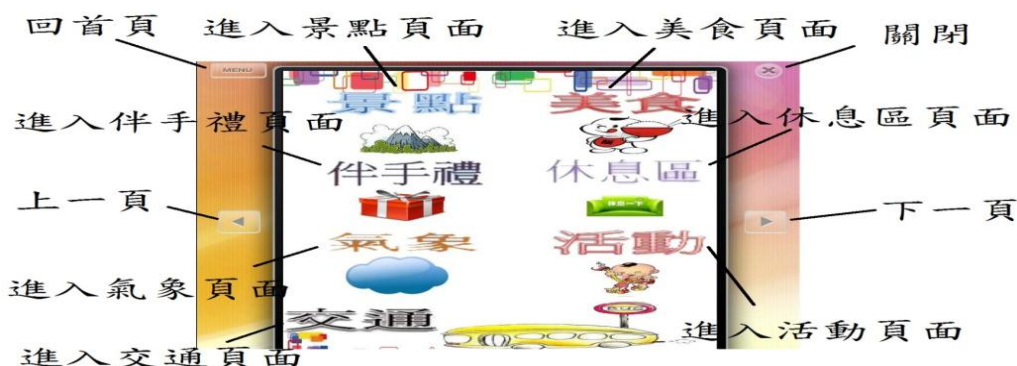 回首頁 進入景點頁面 進入美食頁面 關閉
MENU
景點 美食
進入伴手禮頁面 進入休息區頁面
伴手禮 休息區
上一頁 下一頁
氣象 活動
進入氣象頁面
BUS
交通
進入活動頁面
進入交通頁面